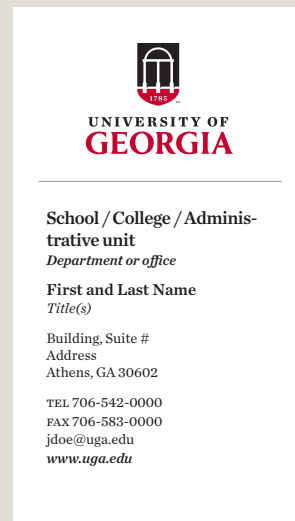 1785
UNIVERSITY OF
GEORGIA
School / College / Adminis-
trative unit
Department or office
First and Last Name
Title(s)
Building, Suite #
Address
Athens, GA 30602
TEL 706-542-0000
FAX 706-583-0000
jdoe@uga.edu
www.uga.edu